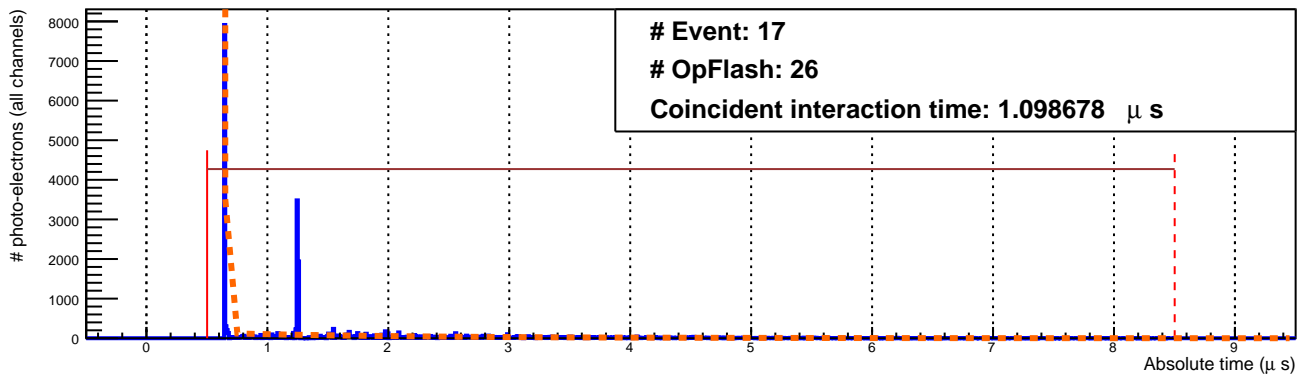 # photo-electrons (all channels)
8000
7000
6000
5000
4000
3000
2000
1000
0
# Event: 17
# OpFlash: 26
Coincident interaction time: 1.098678 μ s
0 1 2 3 4 5 6 7 8 9
Absolute time (μ s)